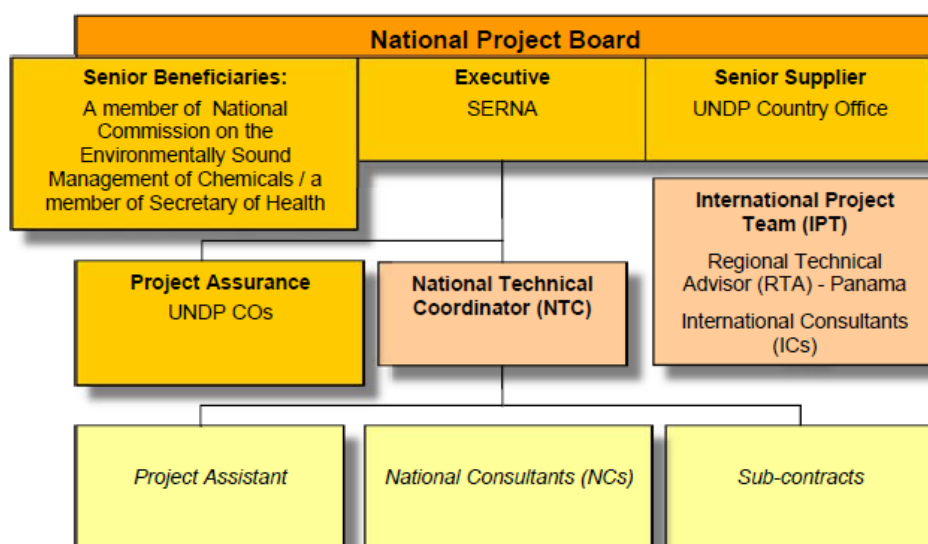 National Project Board
Senior Beneficiaries:
A member of National
Commission on the
Environmentally Sound
Management of Chemicals / a
member of Secretary of Health
Executive
SERNA
Senior Supplier
UNDP Country Office
International Project
Team (IPT)
Regional Technical
Advisor (RTA) - Panama
International Consultants
(ICs)
Project Assurance
UNDP COs
National Technical
Coordinator (NTC)
Project Assistant
National Consultants (NCs)
Sub-contracts